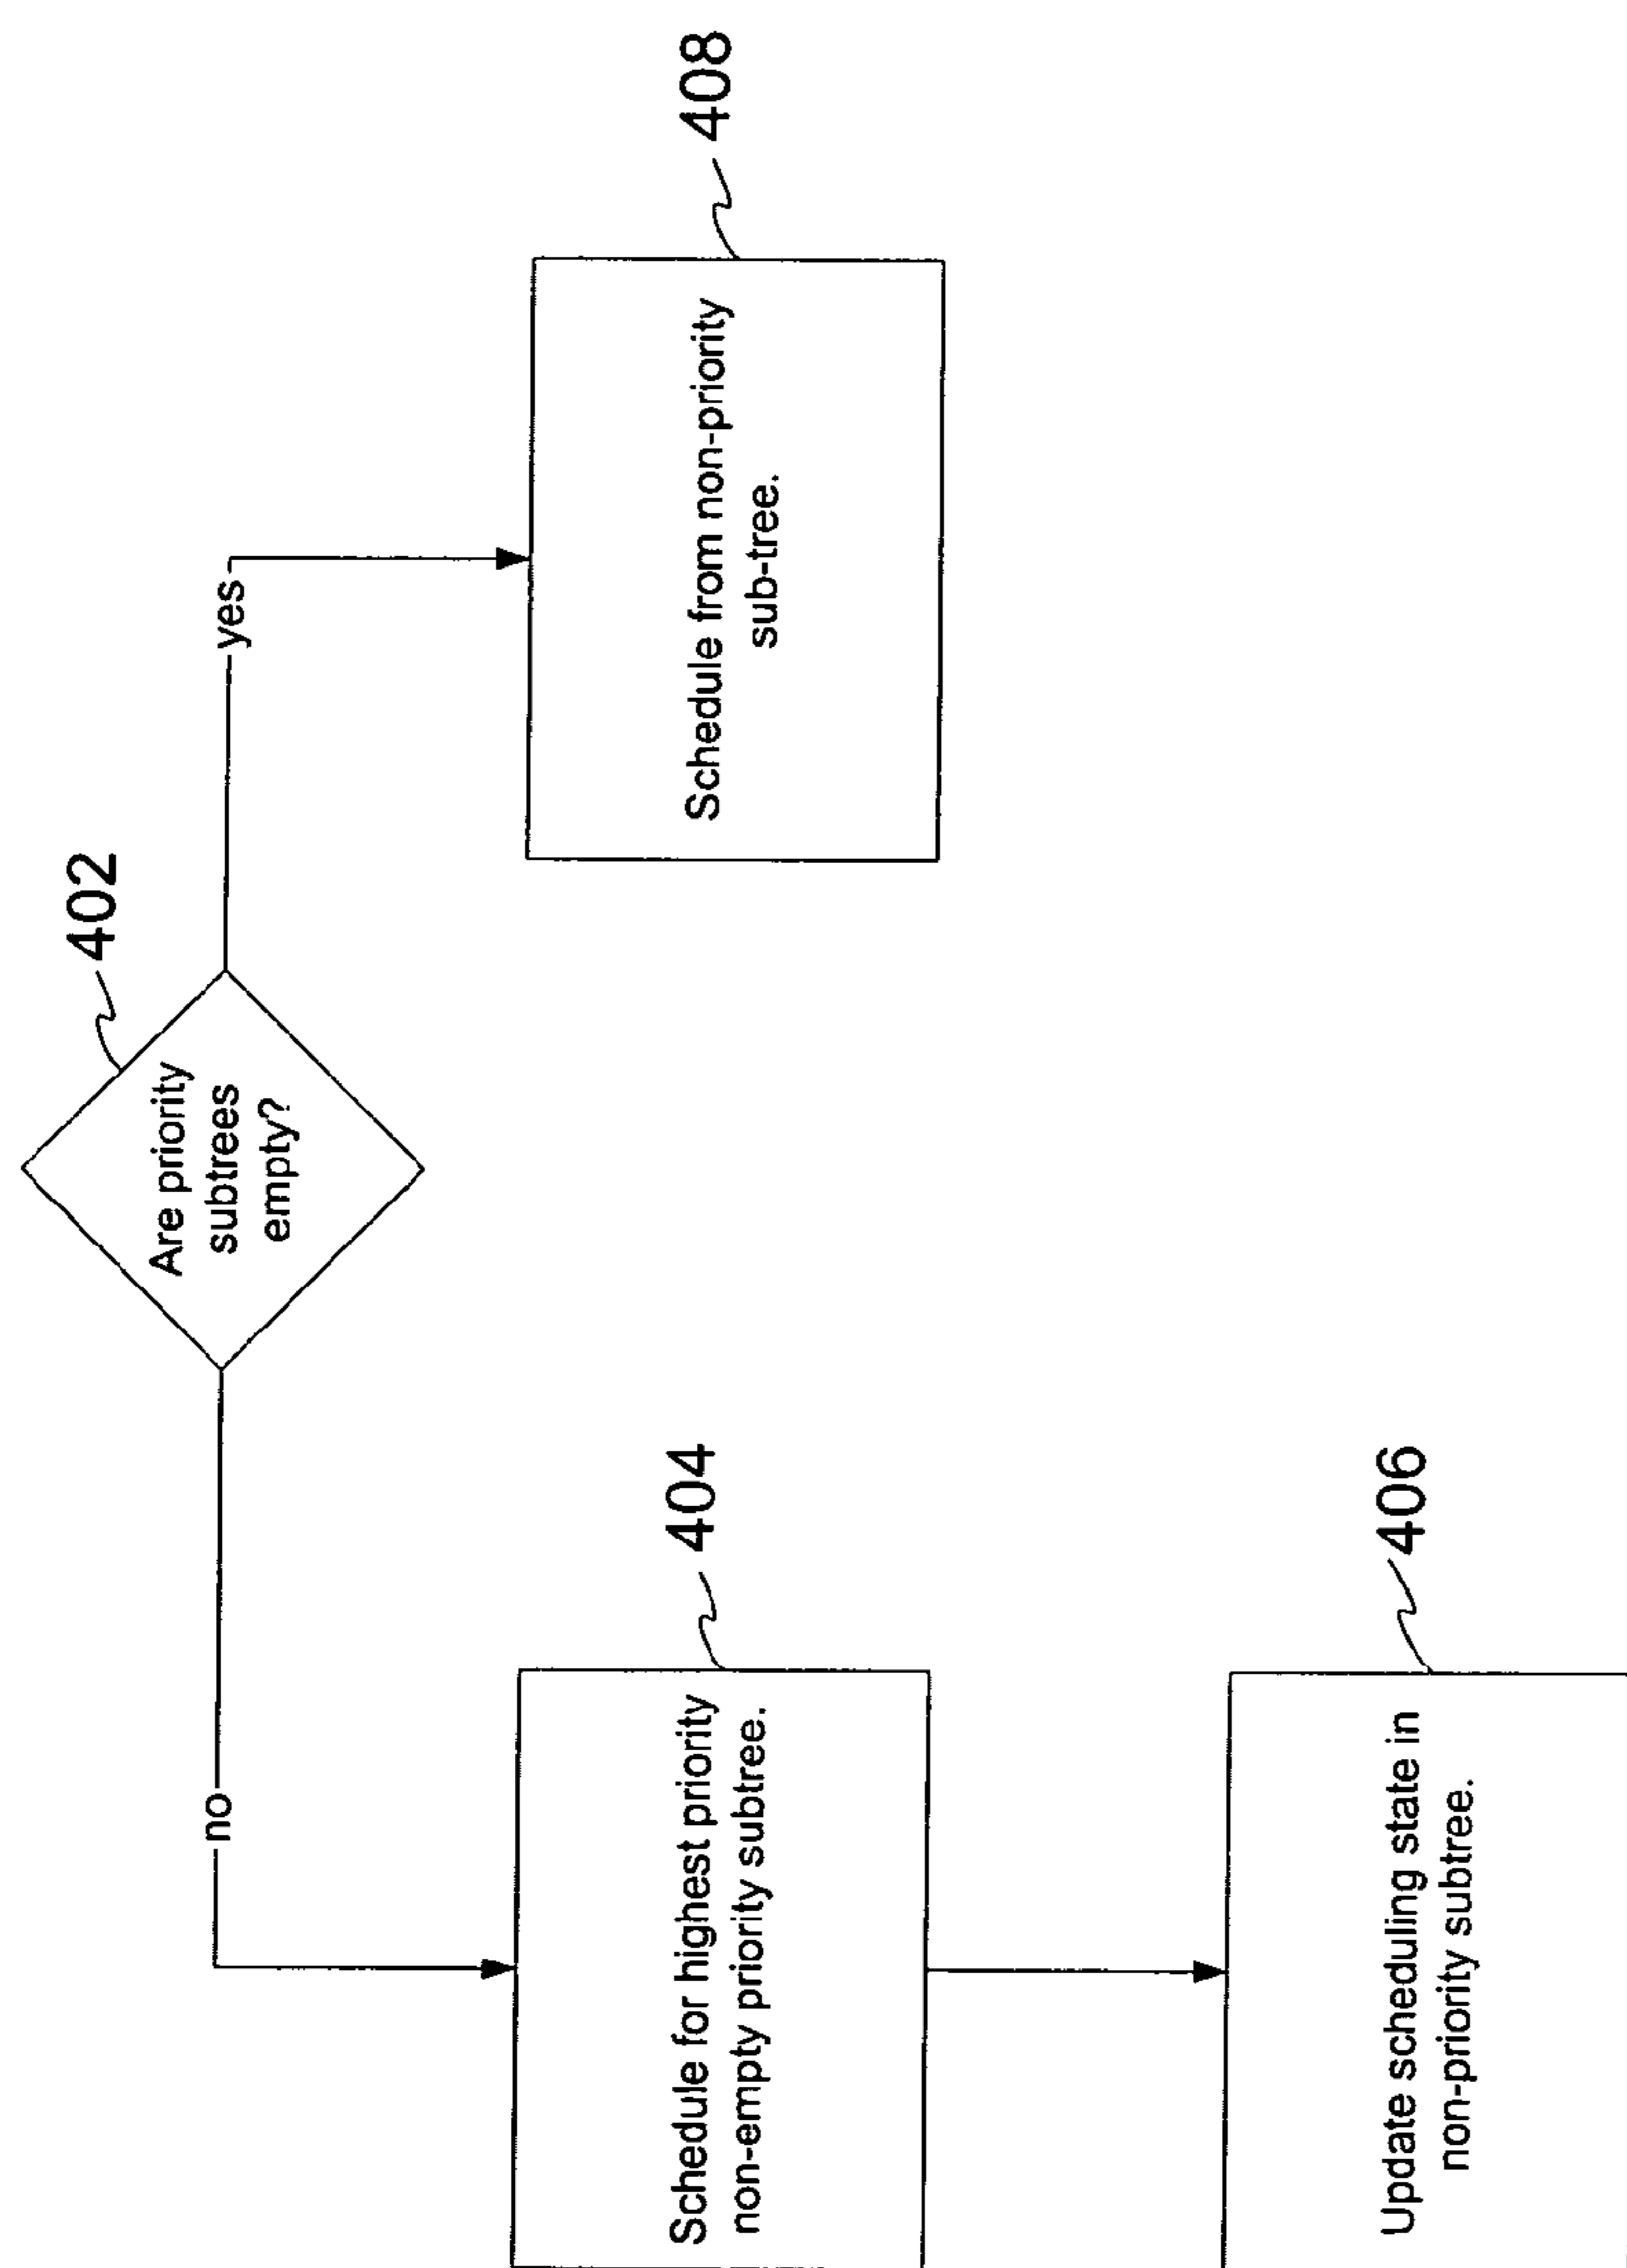 402
Are priority
subtrees
empty?
no
yes
404
Schedule for highest priority
non-empty priority subtree.
408
Schedule from non-priority
sub-tree.
406
Update scheduling state in
non-priority subtree.